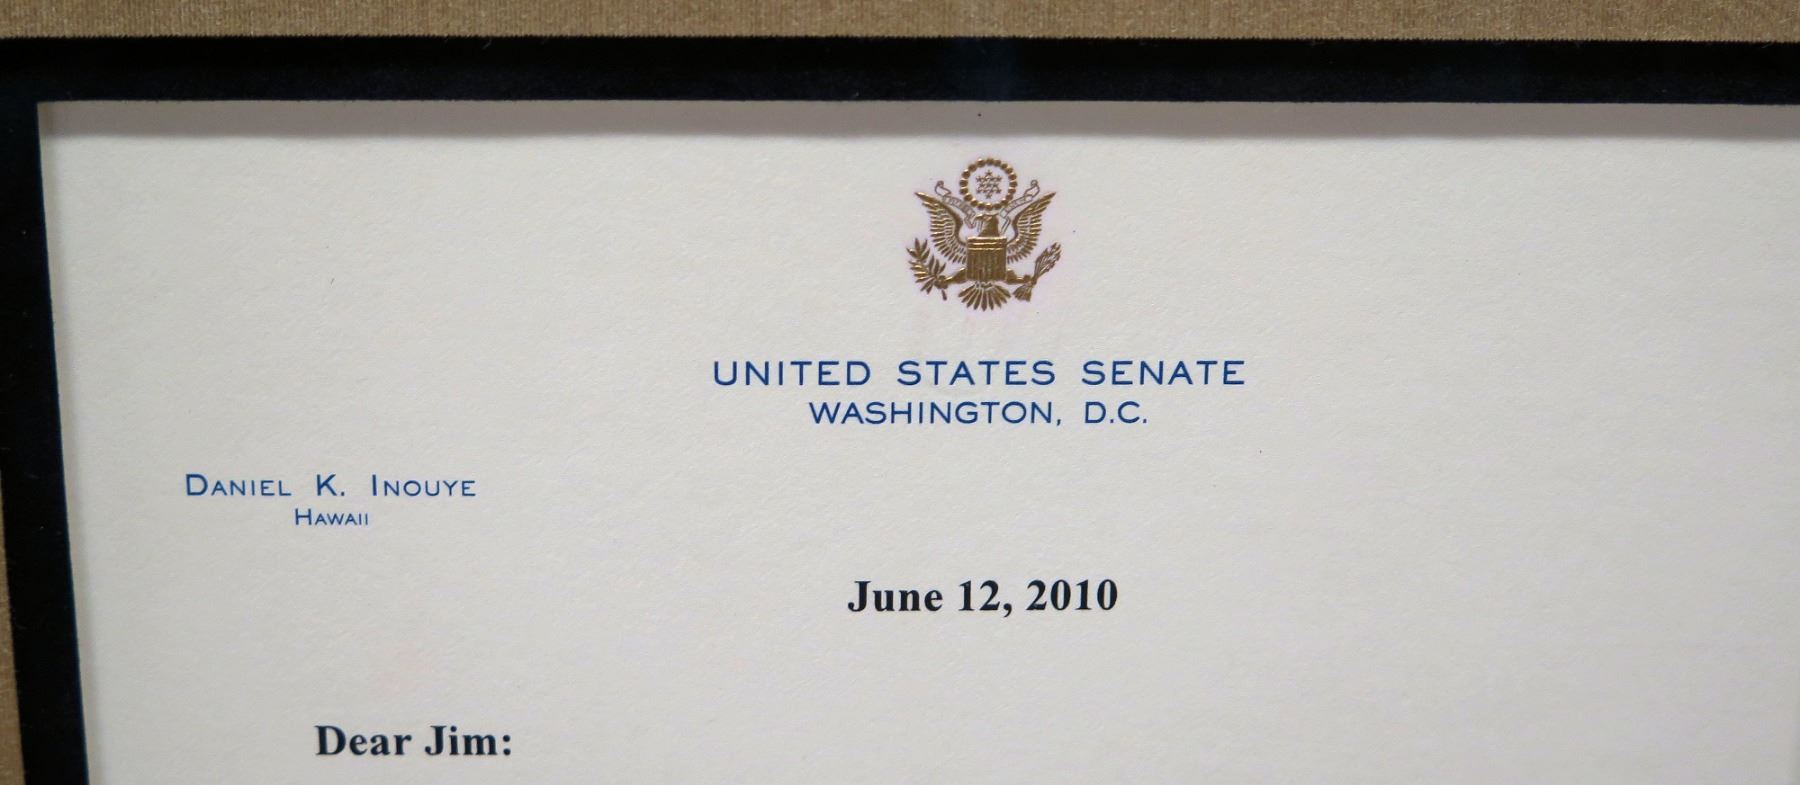 UNITED STATES SENATE
WASHINGTON, D.C.
DANIEL K. INOUYE
HAWAII
June 12, 2010
Dear Jim: